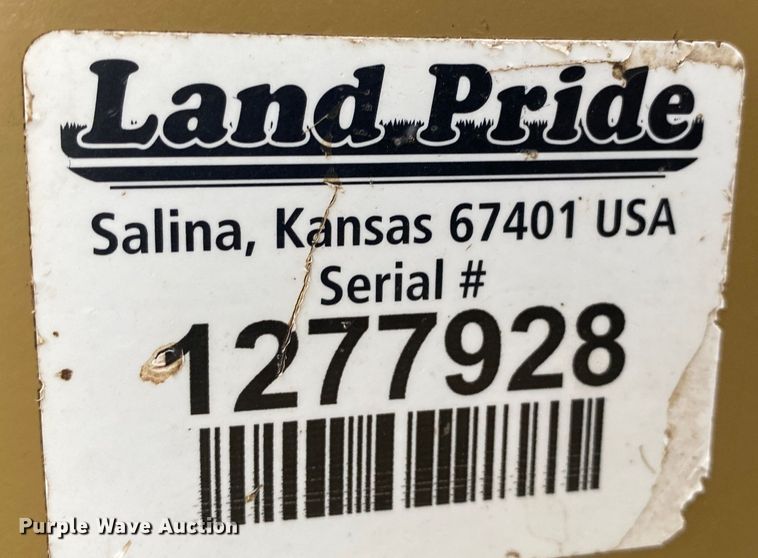 Land Pride
Salina, Kansas 67401 USA
Serial #
1277928
Purple Wave Auction